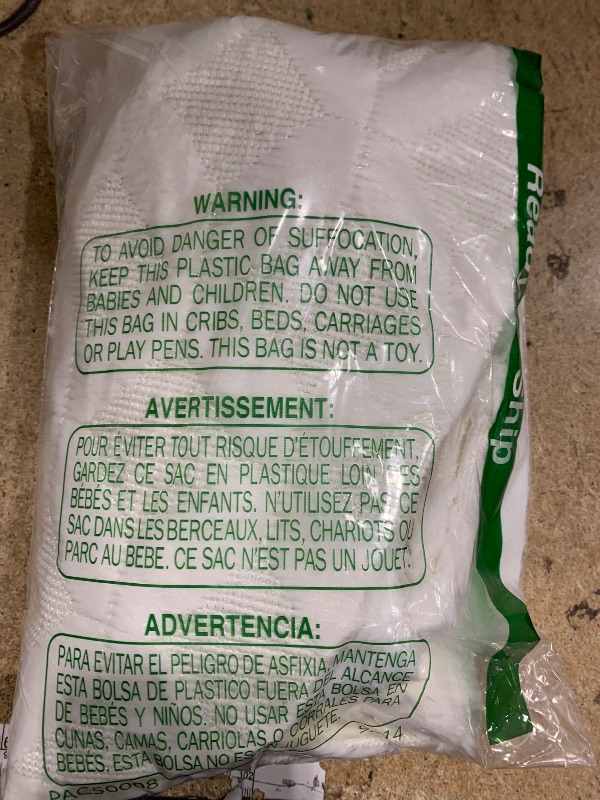 WARNING:
TO AVOID DANGER OF SUFFOCATION,
KEEP THIS PLASTIC BAG AWAY FROM
BABIES AND CHILDREN. DO NOT USE
THIS BAG IN CRIBS, BEDS, CARRIAGES
OR PLAY PENS. THIS BAG IS NOT A TOY.
AVERTISSEMENT:
POUR ÉVITER TOUT RISQUE D'ÉTOUFFEMENT,
GARDEZ CE SAC EN PLASTIQUE LOIN DES
BÉBÉS ET LES ENFANTS. N'UTILISEZ PAS CE
SAC DANS LES BERCEAUX, LITS, CHARIOTS OU
PARC AU BEBE. CE SAC N'EST PAS UN JOUET.
ADVERTENCIA:
PARA EVITAR EL PELIGRO DE ASFIXIA, MANTENGA
ESTA BOLSA DE PLASTICO FUERA DEL ALCANCE
DE BEBÉS Y NIÑOS. NO USAR ESTA BOLSA EN
CUNAS, CAMAS, CARRIOLAS O CORRALES PARA
BEBÉS. ESTA BOLSA NO ES UN JUGUETE.
PAC50098
Ship